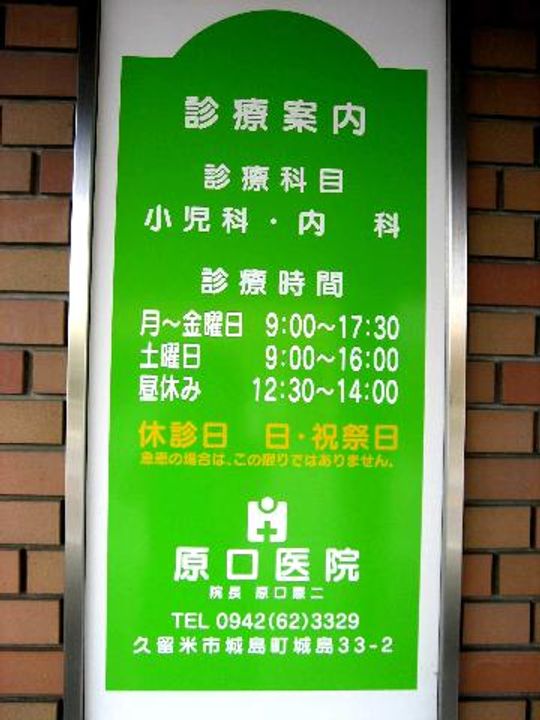 診療案内
診療科目
小児科・内　科
診療時間
月～金曜日 9:00～17:30
土曜日 9:00～16:00
昼休み 12:30～14:00
休診日　日・祝祭日
急患の場合は、この限りではありません。
原口医院
院長 原口憲二
TEL 0942(62)3329
久留米市城島町城島33-2